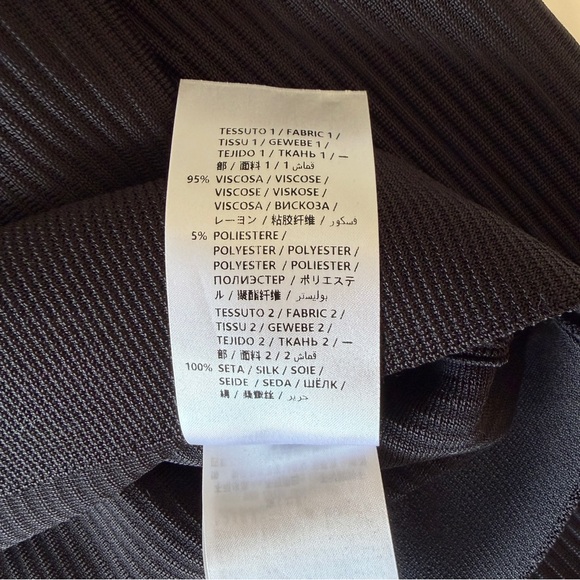 TESSUTO 1 / FABRIC 1 /
TISSU 1 / GEWEBE 1 /
TEJIDO 1 / ТКАНЬ 1 / 一
部 / 面料 1 / قماش 1 /
95% VISCOSA / VISCOSE /
VISCOSE / VISKOSE /
VISCOSA / ВИСКОЗА /
レーヨン / 粘胶纤维 / فسكوز /
5% POLIESTERE /
POLYESTER / POLYESTER /
POLYESTER / POLIESTER /
ПОЛИЭСТЕР / ポリエステ
ル / 聚酯纤维 / بوليستر /
TESSUTO 2 / FABRIC 2 /
TISSU 2 / GEWEBE 2 /
TEJIDO 2 / ТКАНЬ 2 / 一
部 / 面料 2 / قماش 2 /
100% SETA / SILK / SOIE /
SEIDE / SEDA / ШЁЛК /
絹 / 桑蚕丝 / حرير /